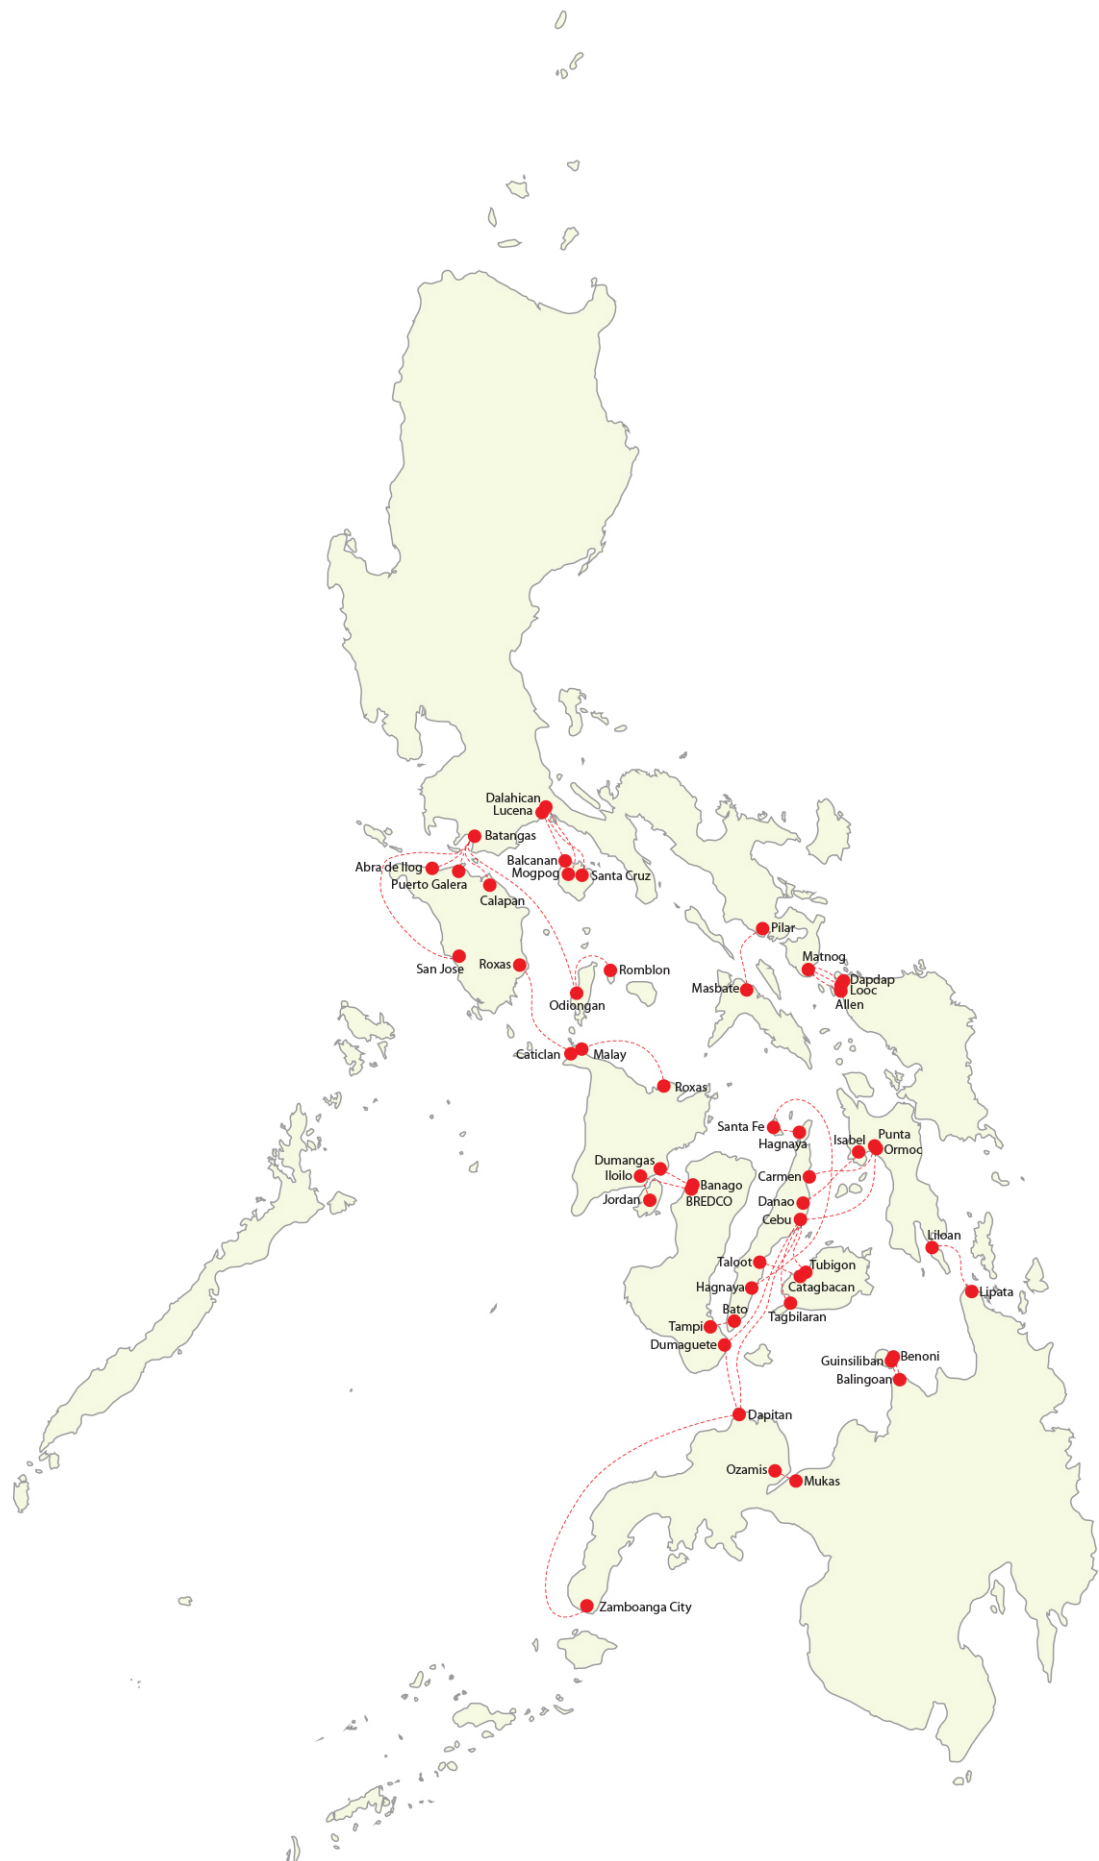 Dalahican
Lucena
Batangas
Balcanan
Abra de Ilog
Mogpog
Santa Cruz
Puerto Galera
Calapan
Pilar
Matnog
San Jose
Roxas
Romblon
Dapdap
Masbate
Looc
Odiongan
Allen
Caticlan
Malay
Roxas
Santa Fe
Punta
Isabel
Hagnaya
Ormoc
Dumangas
Iloilo
Carmen
Banago
Jordan
BREDCO
Danao
Cebu
Liloan
Taloot
Tubigon
Hagnaya
Catagbacan
Lipata
Bato
Tagbilaran
Tampi
Dumaguete
Benoni
Guinsiliban
Balingoan
Dapitan
Ozamis
Mukas
Zamboanga City